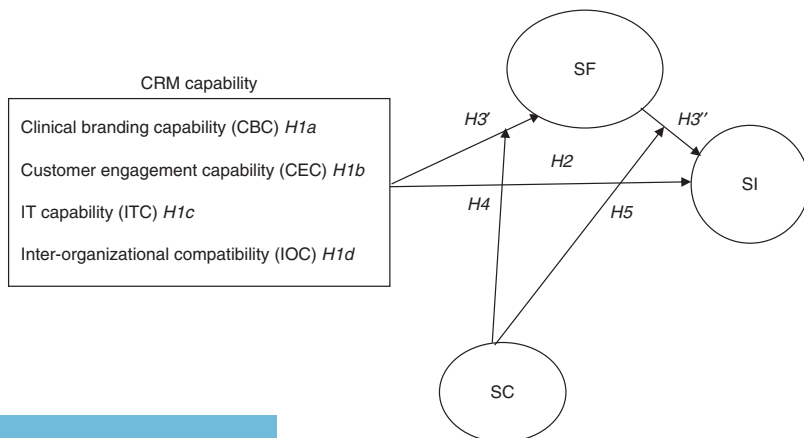 CRM capability
Clinical branding capability (CBC) H1a
Customer engagement capability (CEC) H1b
IT capability (ITC) H1c
Inter-organizational compatibility (IOC) H1d
SF
H3'
H3''
H2
SI
H4
H5
SC